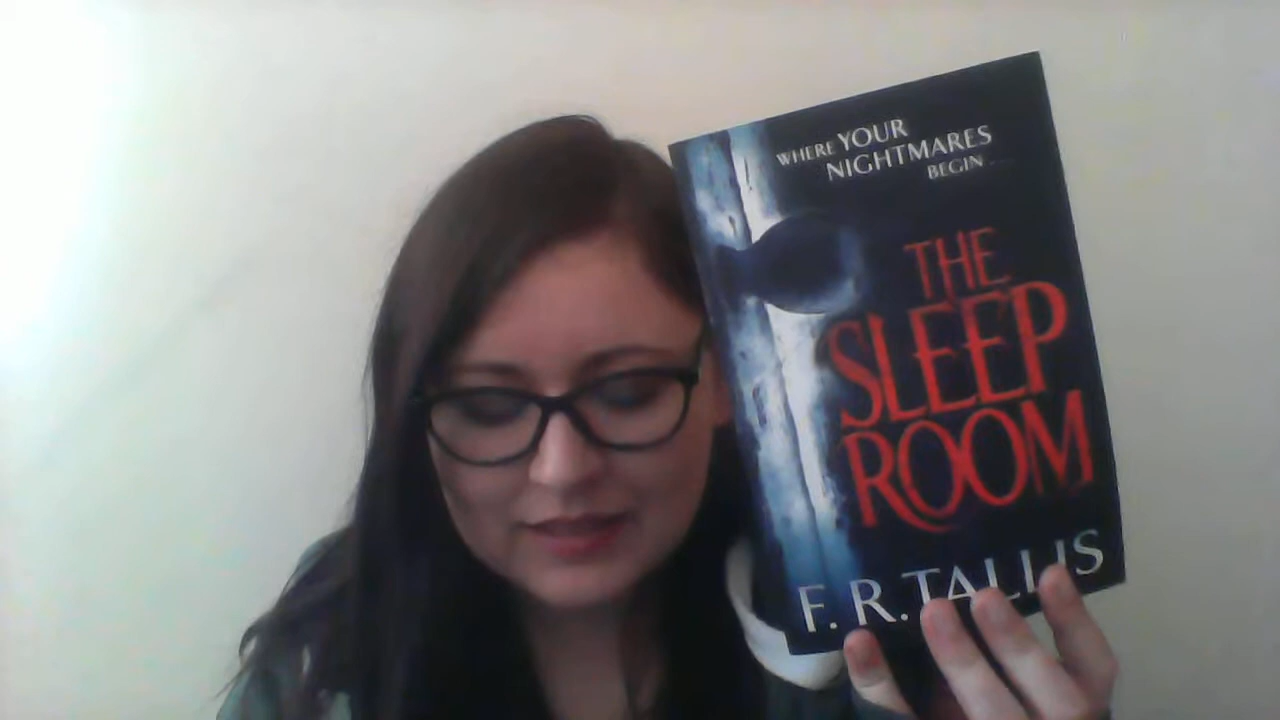 WHERE YOUR
NIGHTMARES
BEGIN...
THE
SLEEP
ROOM
F. R. TALLIS